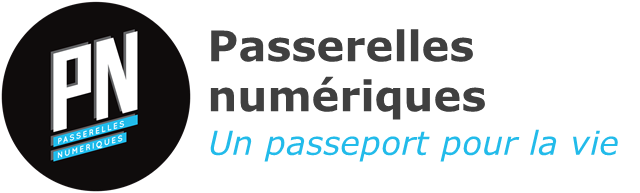 PN
PASSERELLES
NUMERIQUES
Passerelles
numériques
Un passeport pour la vie